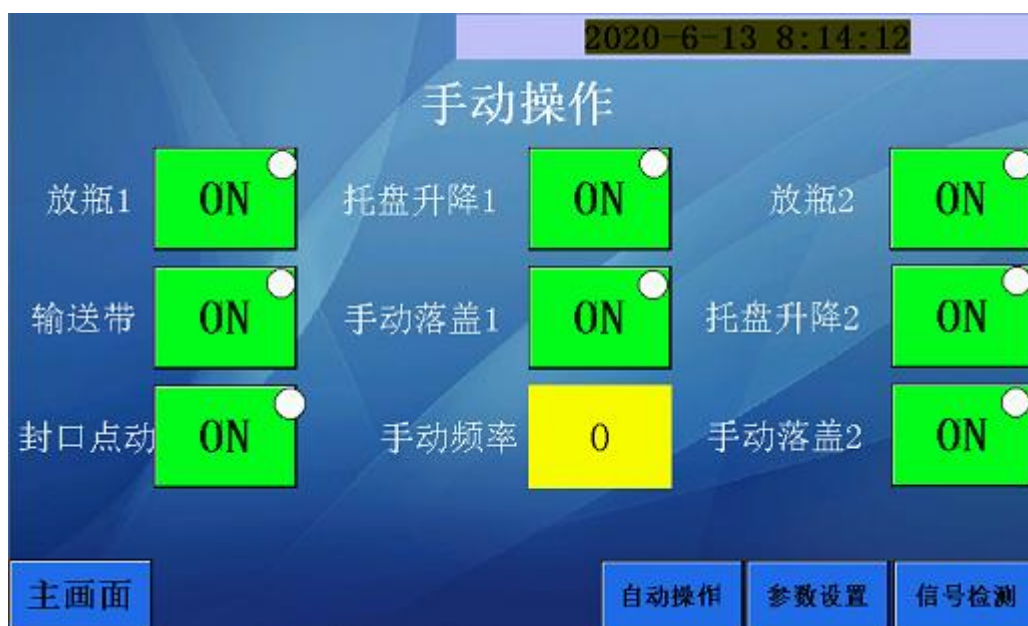 2020-6-13 8:14:12
手动操作
放瓶1 ON 托盘升降1 ON 放瓶2 ON
输送带 ON 手动落盖1 ON 托盘升降2 ON
封口点动 ON 手动频率 0 手动落盖2 ON
主画面 自动操作 参数设置 信号检测